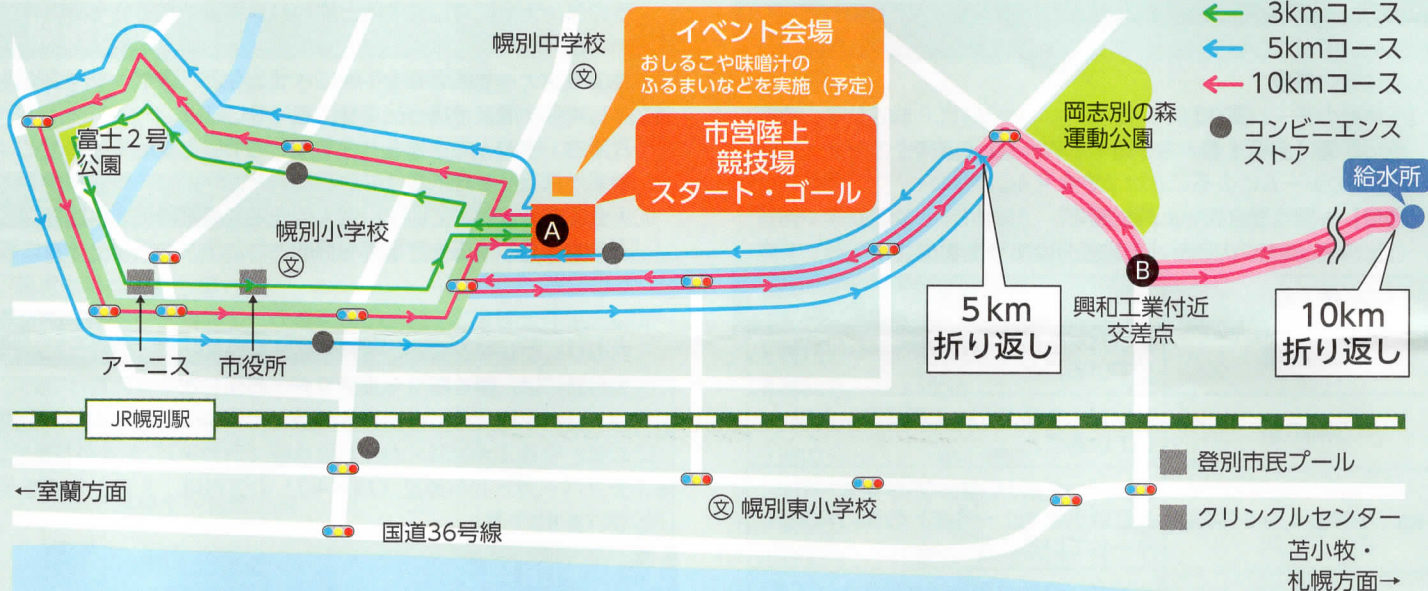 幌別中学校
文
イベント会場
おしるこや味噌汁の
ふるまいなどを実施（予定）
市営陸上
競技場
スタート・ゴール
3kmコース
5kmコース
10kmコース
コンビニエンス
ストア
岡志別の森
運動公園
給水所
富士2号
公園
幌別小学校
文
A
B
アーニス
市役所
5km
折り返し
興和工業付近
交差点
10km
折り返し
JR幌別駅
←室蘭方面
国道36号線
文 幌別東小学校
登別市民プール
クリンクルセンター
苫小牧・
札幌方面→